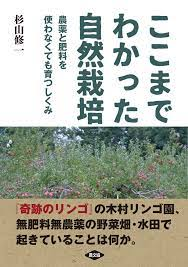 ここまで
わかった
自然栽培
農薬と肥料を
使わなくても育つしくみ
杉山修一
『奇跡のリンゴ』の木村リンゴ園、
無肥料無農薬の野菜畑・水田で
起きていることは何か。
農文協